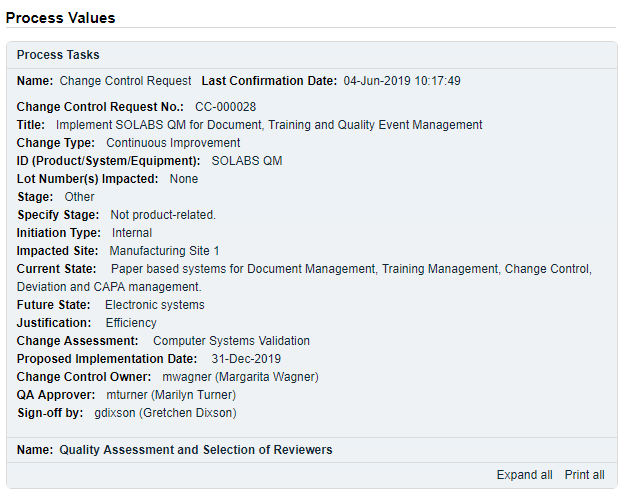 Process Values
Process Tasks
Name: Change Control Request Last Confirmation Date: 04-Jun-2019 10:17:49
Change Control Request No.: CC-000028
Title: Implement SOLABS QM for Document, Training and Quality Event Management
Change Type: Continuous Improvement
ID (Product/System/Equipment): SOLABS QM
Lot Number(s) Impacted: None
Stage: Other
Specify Stage: Not product-related.
Initiation Type: Internal
Impacted Site: Manufacturing Site 1
Current State: Paper based systems for Document Management, Training Management, Change Control,
Deviation and CAPA management.
Future State: Electronic systems
Justification: Efficiency
Change Assessment: Computer Systems Validation
Proposed Implementation Date: 31-Dec-2019
Change Control Owner: mwagner (Margarita Wagner)
QA Approver: mturner (Marilyn Turner)
Sign-off by: gdixson (Gretchen Dixson)
Name: Quality Assessment and Selection of Reviewers
Expand all Print all